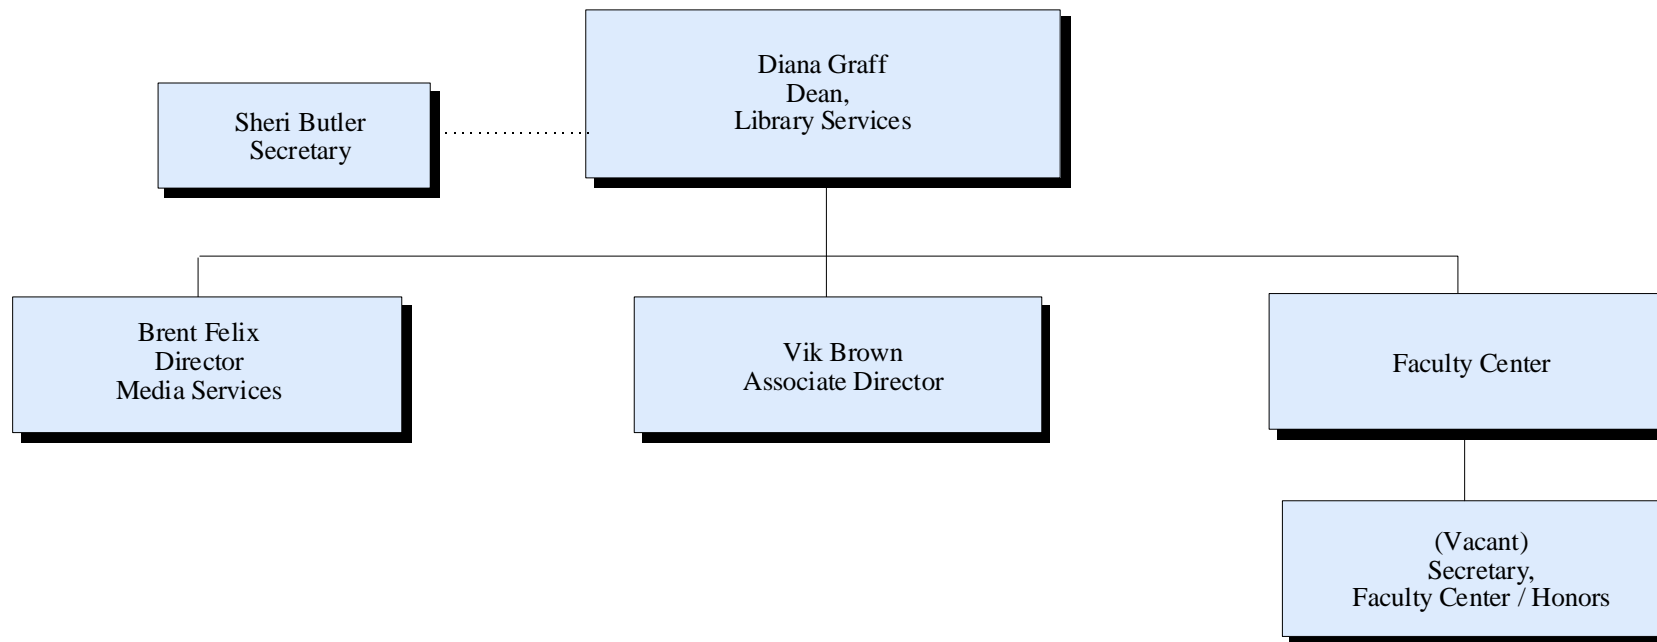 Diana Graff
Dean,
Library Services
Sheri Butler
Secretary
Brent Felix
Director
Media Services
Vik Brown
Associate Director
Faculty Center
(Vacant)
Secretary,
Faculty Center / Honors